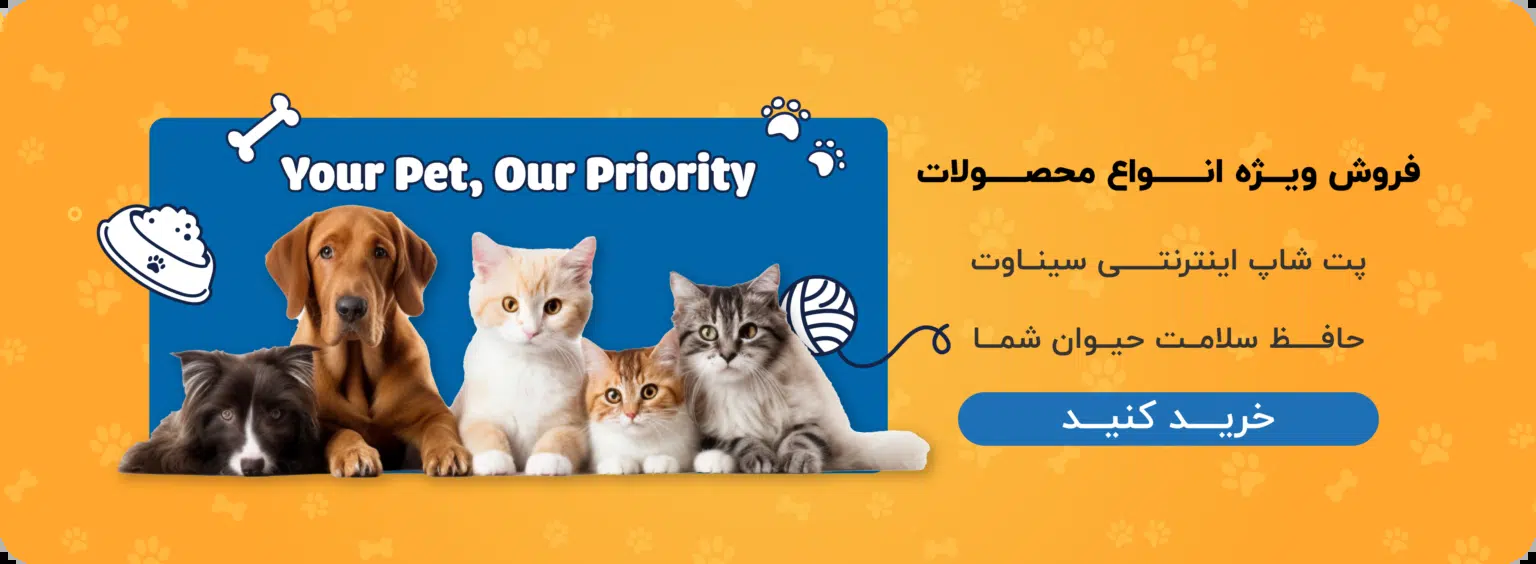 Your Pet, Our Priority
فروش ویژه انواع محصولات
پت شاپ اینترنتی سیناوت
حافظ سلامت حیوان شما
خرید کنید